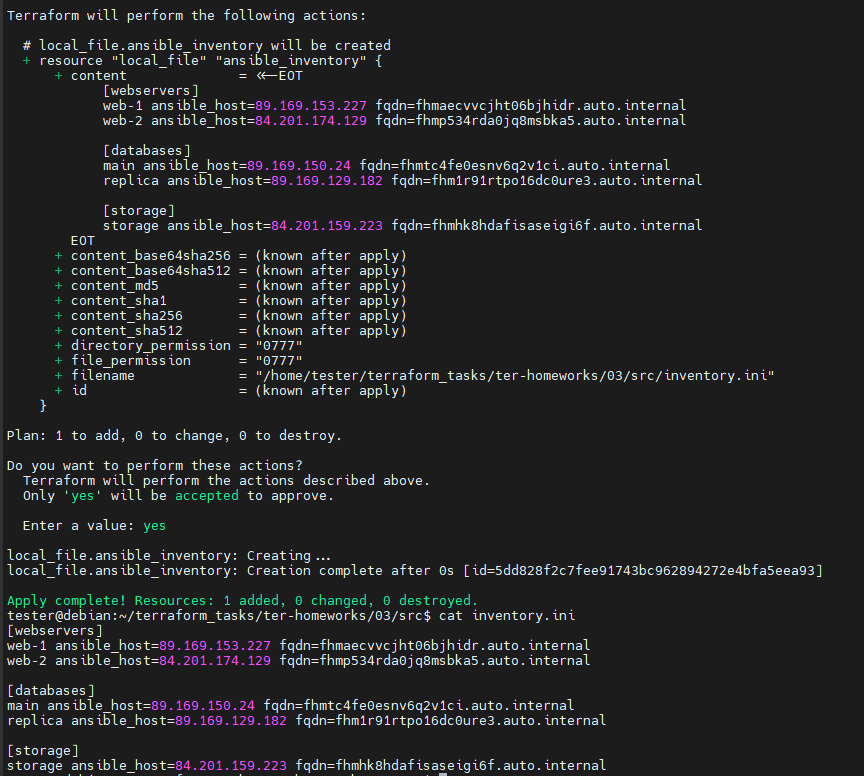 Terraform will perform the following actions:

  # local_file.ansible_inventory will be created
  + resource "local_file" "ansible_inventory" {
      + content              = <<-EOT
            [webservers]
            web-1 ansible_host=89.169.153.227 fqdn=fhmaecvvcjht06bjhidr.auto.internal
            web-2 ansible_host=84.201.174.129 fqdn=fhmp534rda0jq8msbka5.auto.internal

            [databases]
            main ansible_host=89.169.150.24 fqdn=fhmtc4fe0esnv6q2v1ci.auto.internal
            replica ansible_host=89.169.129.182 fqdn=fhm1r91rtpo16dc0ure3.auto.internal

            [storage]
            storage ansible_host=84.201.159.223 fqdn=fhmhk8hdafisaseigi6f.auto.internal
        EOT
      + content_base64sha256 = (known after apply)
      + content_base64sha512 = (known after apply)
      + content_md5          = (known after apply)
      + content_sha1         = (known after apply)
      + content_sha256       = (known after apply)
      + content_sha512       = (known after apply)
      + directory_permission = "0777"
      + file_permission      = "0777"
      + filename             = "/home/tester/terraform_tasks/ter-homeworks/03/src/inventory.ini"
      + id                   = (known after apply)
    }

Plan: 1 to add, 0 to change, 0 to destroy.

Do you want to perform these actions?
  Terraform will perform the actions described above.
  Only 'yes' will be accepted to approve.

  Enter a value: yes

local_file.ansible_inventory: Creating...
local_file.ansible_inventory: Creation complete after 0s [id=5dd828f2c7fee91743bc962894272e4bfa5eea93]

Apply complete! Resources: 1 added, 0 changed, 0 destroyed.
tester@debian:~/terraform_tasks/ter-homeworks/03/src$ cat inventory.ini
[webservers]
web-1 ansible_host=89.169.153.227 fqdn=fhmaecvvcjht06bjhidr.auto.internal
web-2 ansible_host=84.201.174.129 fqdn=fhmp534rda0jq8msbka5.auto.internal

[databases]
main ansible_host=89.169.150.24 fqdn=fhmtc4fe0esnv6q2v1ci.auto.internal
replica ansible_host=89.169.129.182 fqdn=fhm1r91rtpo16dc0ure3.auto.internal

[storage]
storage ansible_host=84.201.159.223 fqdn=fhmhk8hdafisaseigi6f.auto.internal